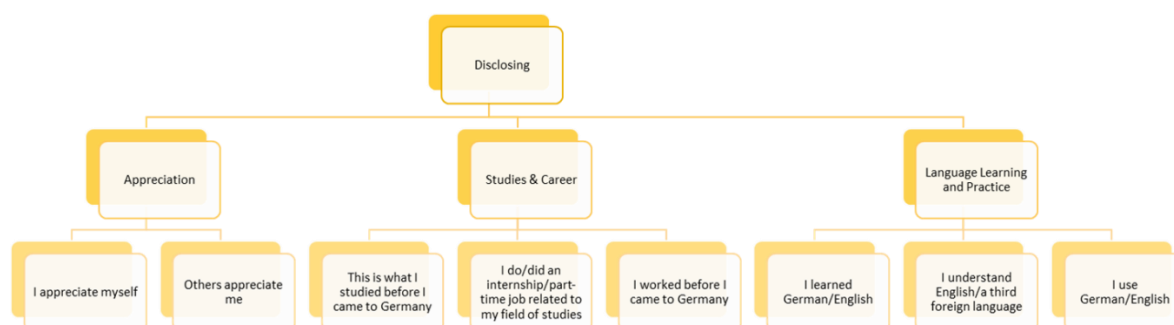 Disclosing
Appreciation
Studies & Career
Language Learning
and Practice
I appreciate myself
Others appreciate
me
This is what I
studied before I
came to Germany
I do/did an
internship/part-
time job related to
my field of studies
I worked before I
came to Germany
I learned
German/English
I understand
English/a third
foreign language
I use
German/English